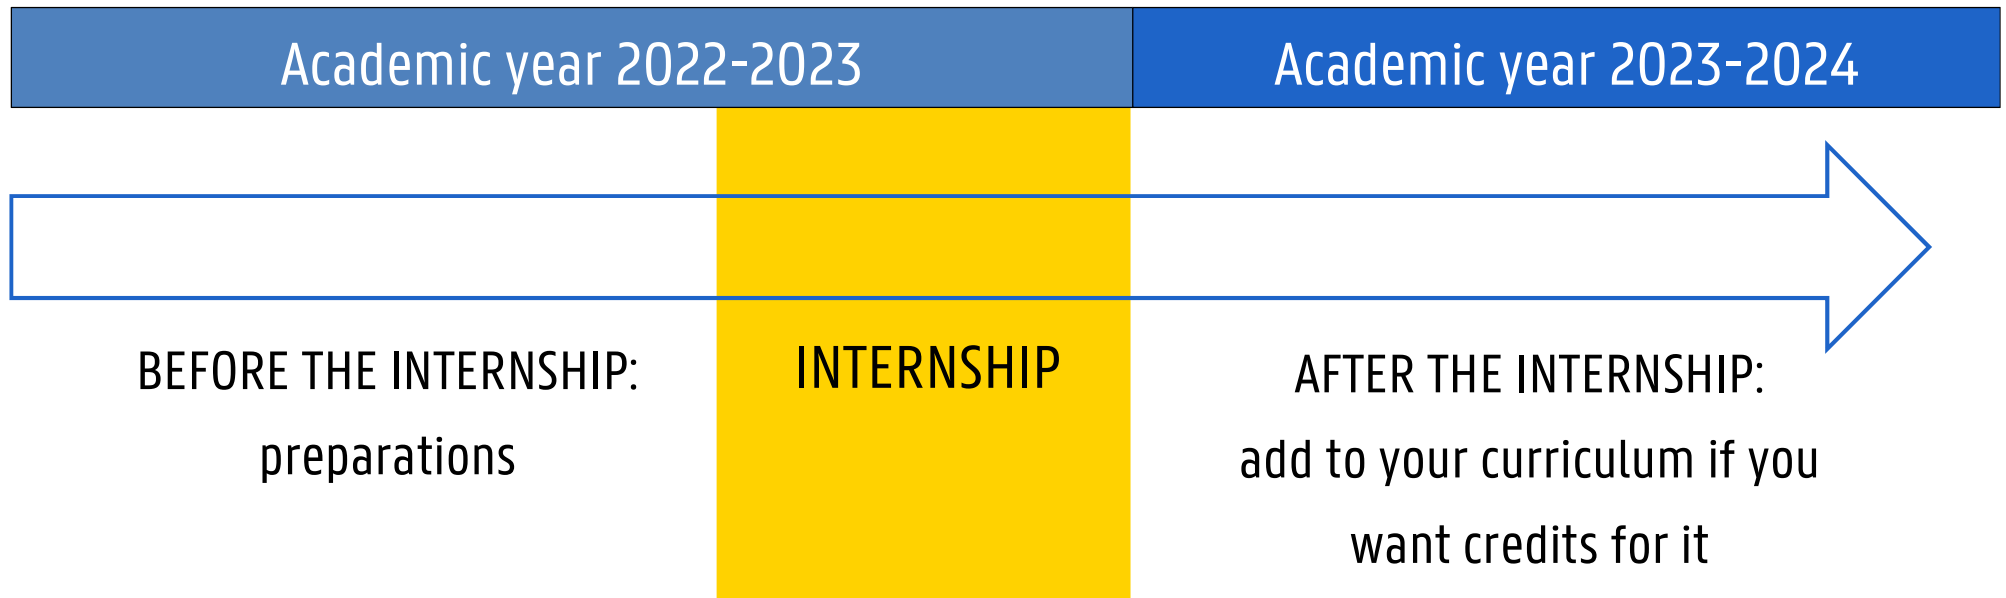 Academic year 2022-2023
Academic year 2023-2024
BEFORE THE INTERNSHIP:
preparations
INTERNSHIP
AFTER THE INTERNSHIP:
add to your curriculum if you
want credits for it